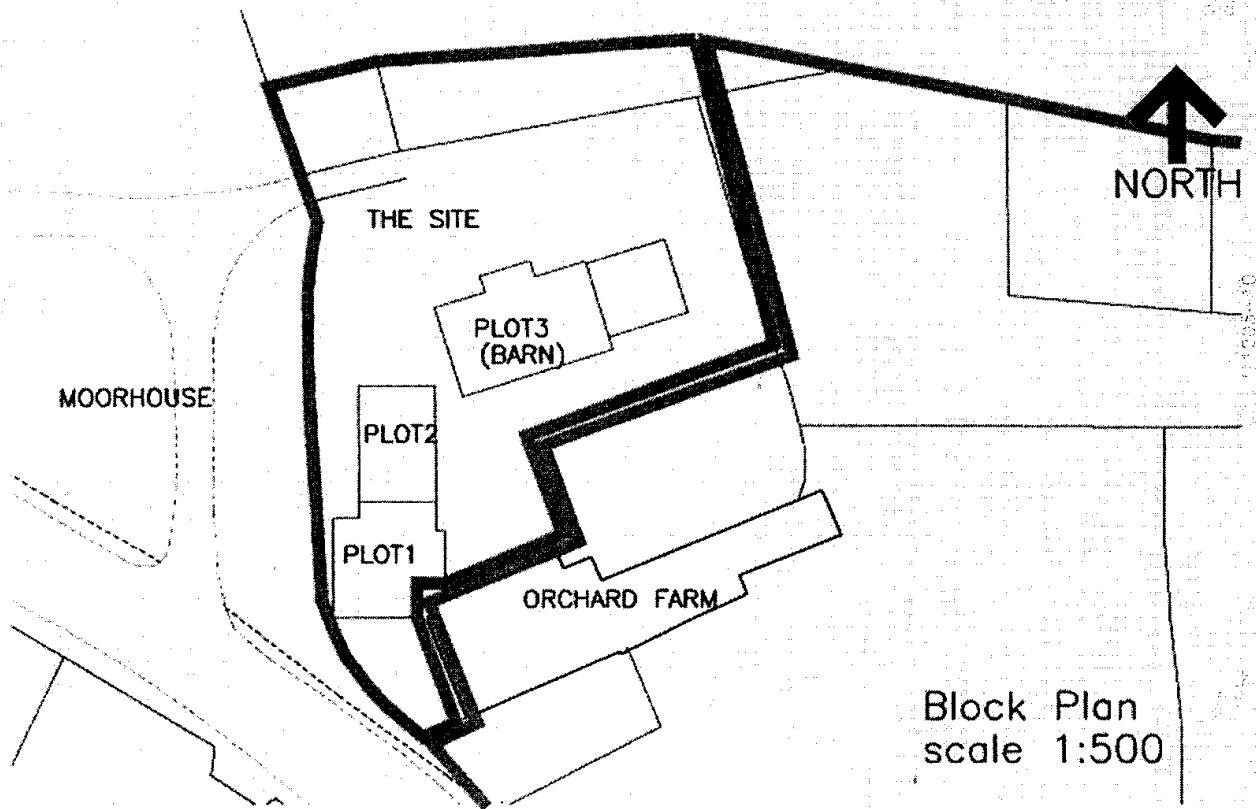 NORTH
THE SITE
PLOT3
(BARN)
MOORHOUSE
PLOT2
PLOT1
ORCHARD FARM
Block Plan
scale 1:500